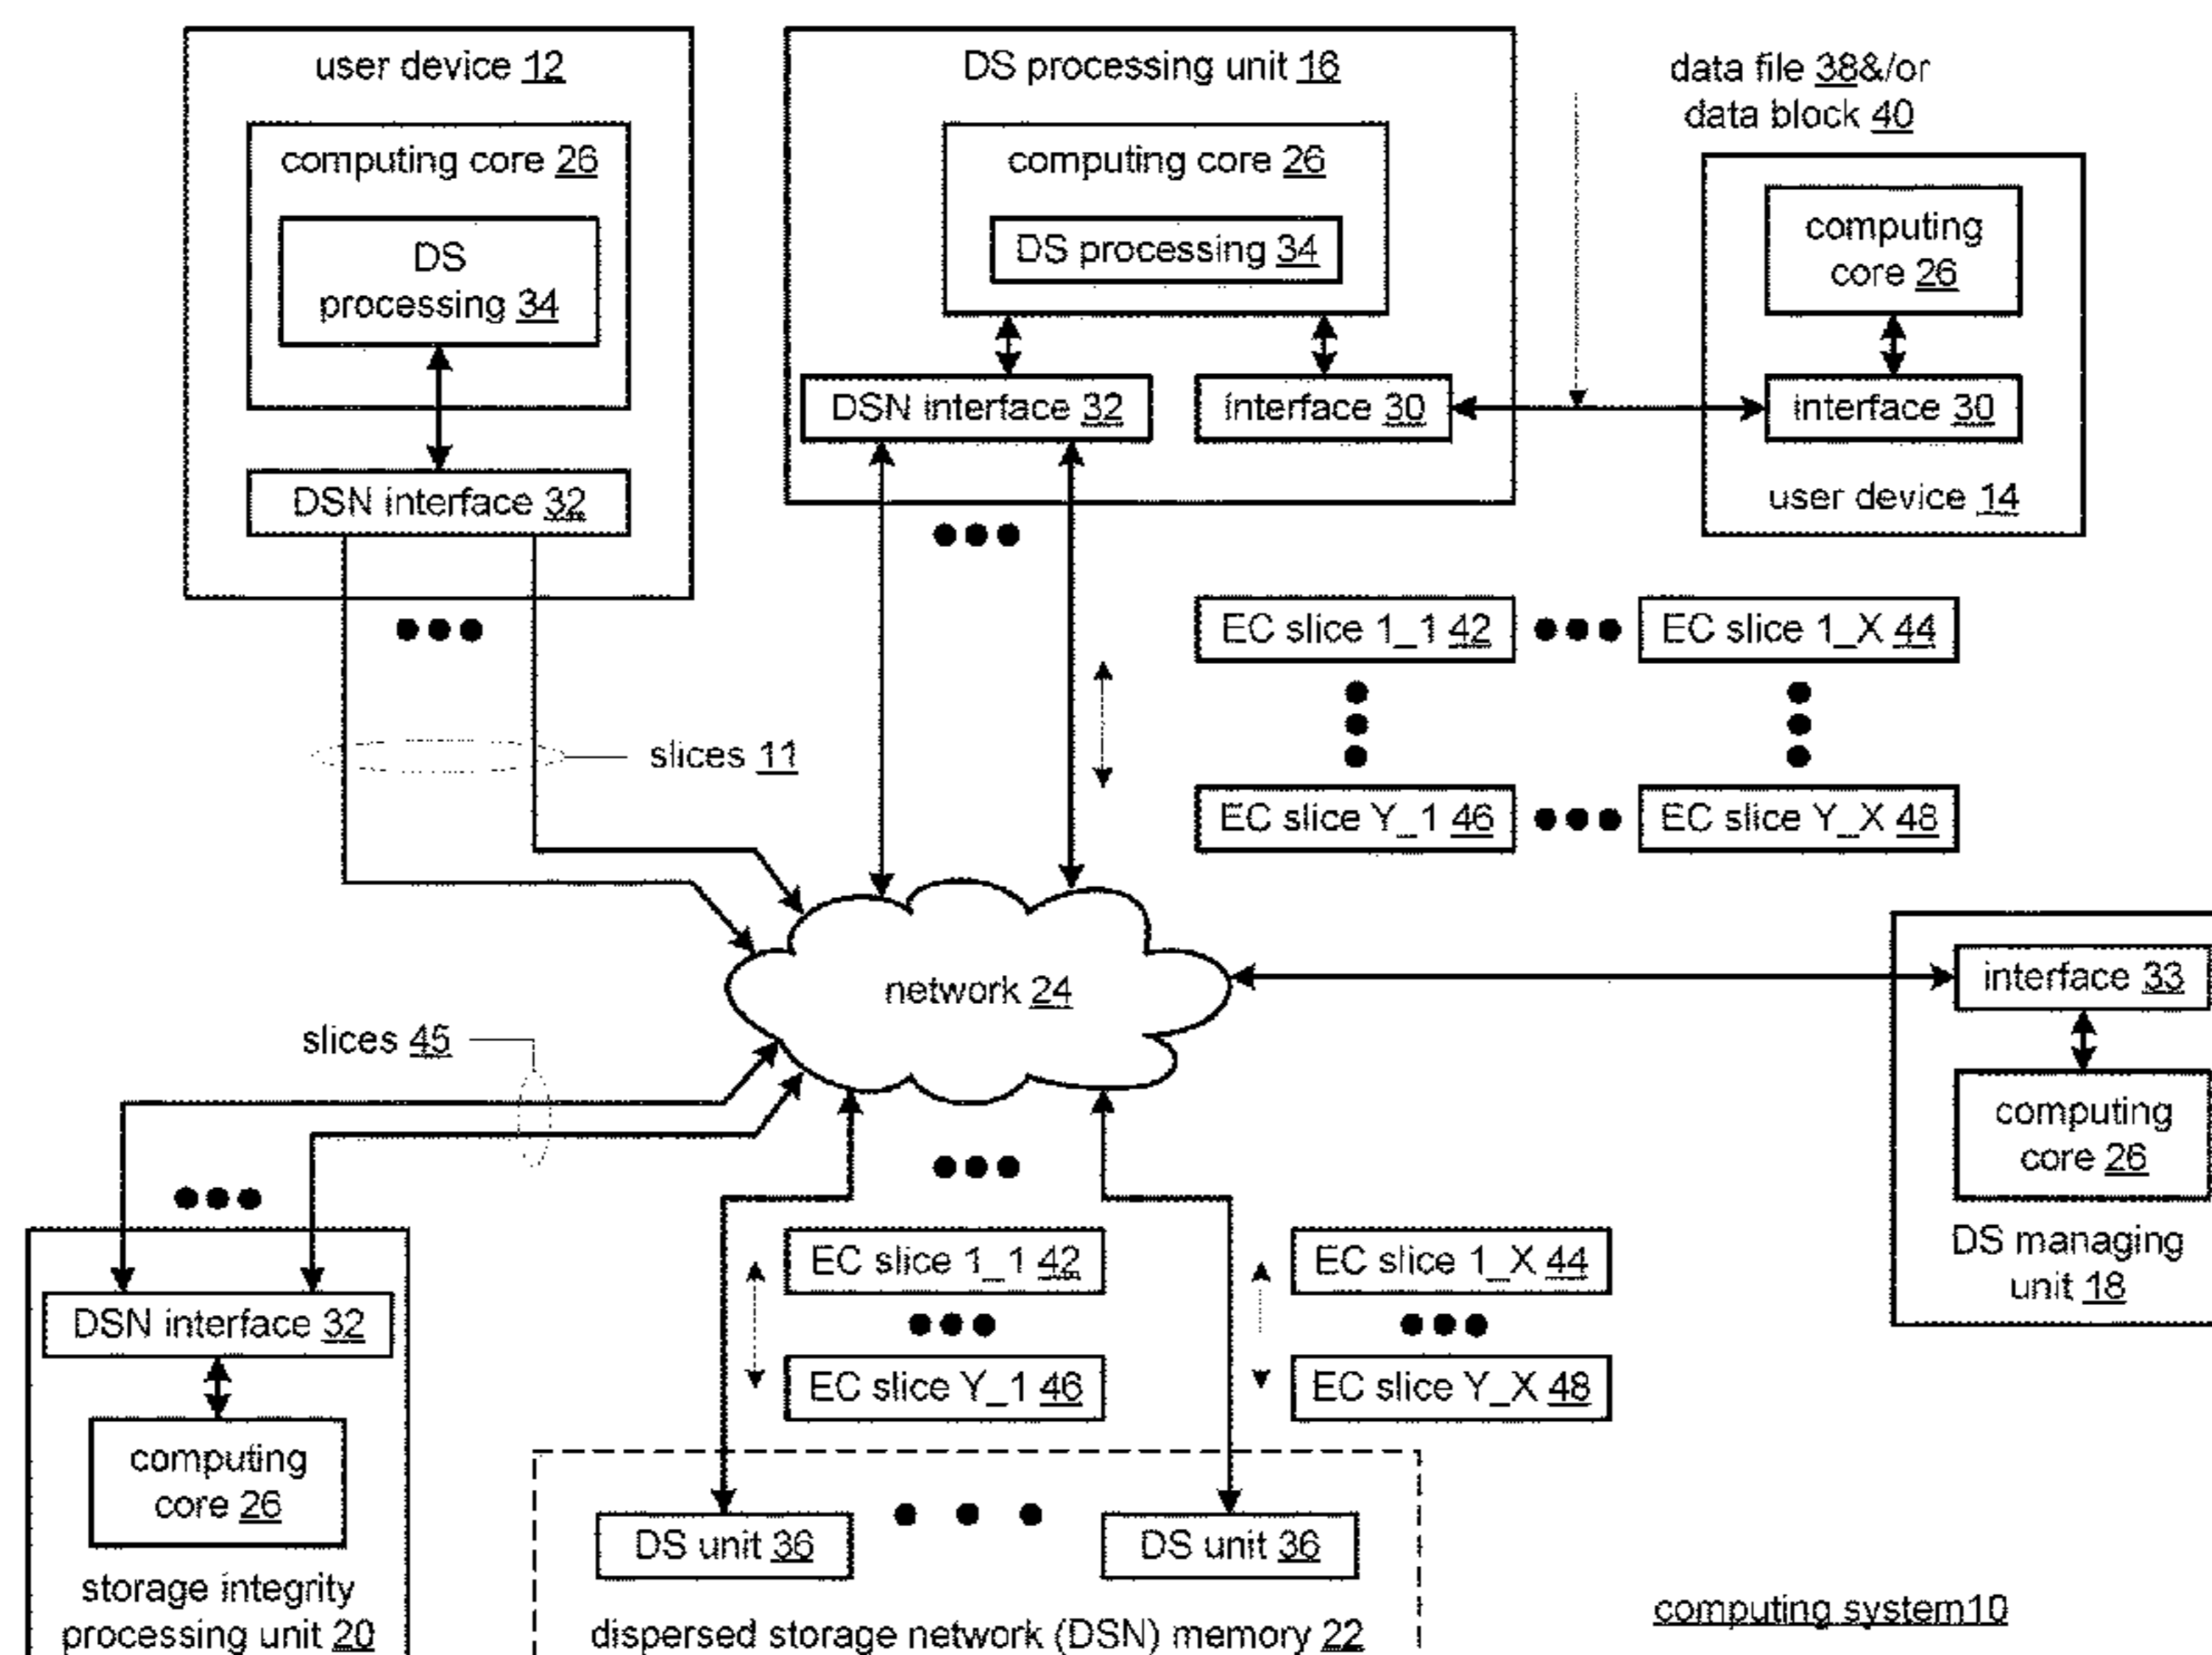 user device 12
computing core 26
DS
processing 34
DSN interface 32
slices 11
DS processing unit 16
computing core 26
DS processing 34
DSN interface 32
interface 30
data file 38&/or
data block 40
computing
core 26
interface 30
user device 14
EC slice 1_1 42
EC slice 1_X 44
EC slice Y_1 46
EC slice Y_X 48
network 24
interface 33
computing
core 26
DS managing
unit 18
slices 45
DSN interface 32
computing
core 26
storage integrity
processing unit 20
EC slice 1_1 42
EC slice 1_X 44
EC slice Y_1 46
EC slice Y_X 48
DS unit 36
DS unit 36
dispersed storage network (DSN) memory 22
computing system10